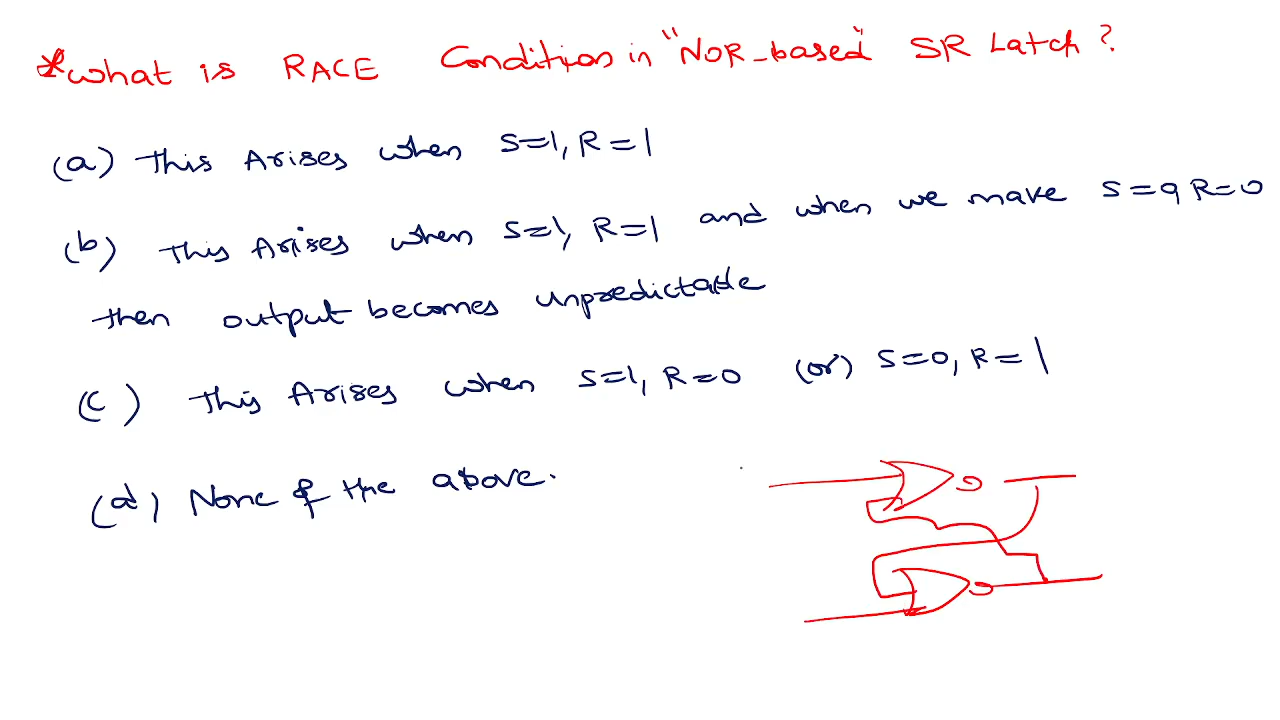 *What is RACE Condition in "NOR-based" SR Latch?
(a) This Arises when S=1, R=1
(b) This Arises when S=1, R=1 and when we make S=0, R=0
then output becomes unpredictable
(c) This Arises when S=1, R=0 (or) S=0, R=1
(d) None of the above.